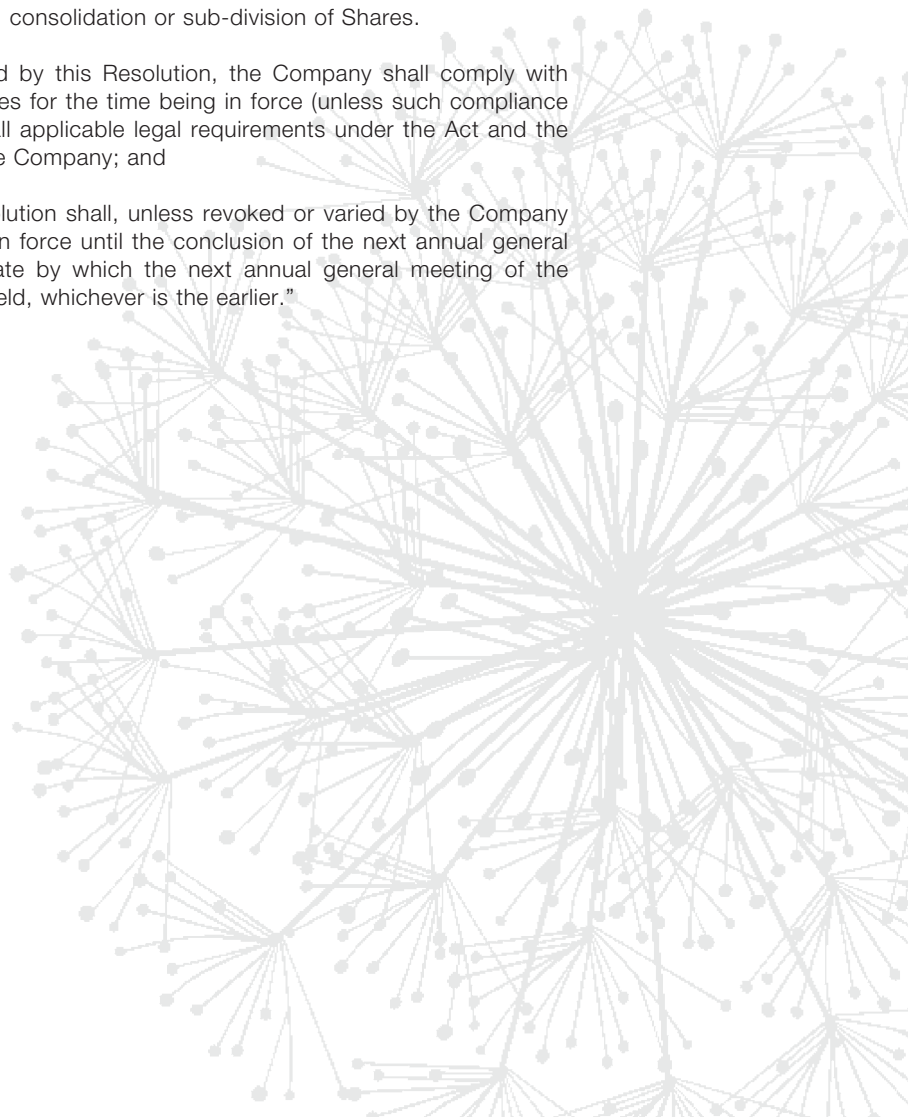 consolidation or sub-division of Shares.
d by this Resolution, the Company shall comply with
es for the time being in force (unless such compliance
ll applicable legal requirements under the Act and the
e Company; and
lution shall, unless revoked or varied by the Company
n force until the conclusion of the next annual general
ate by which the next annual general meeting of the
eld, whichever is the earlier.”